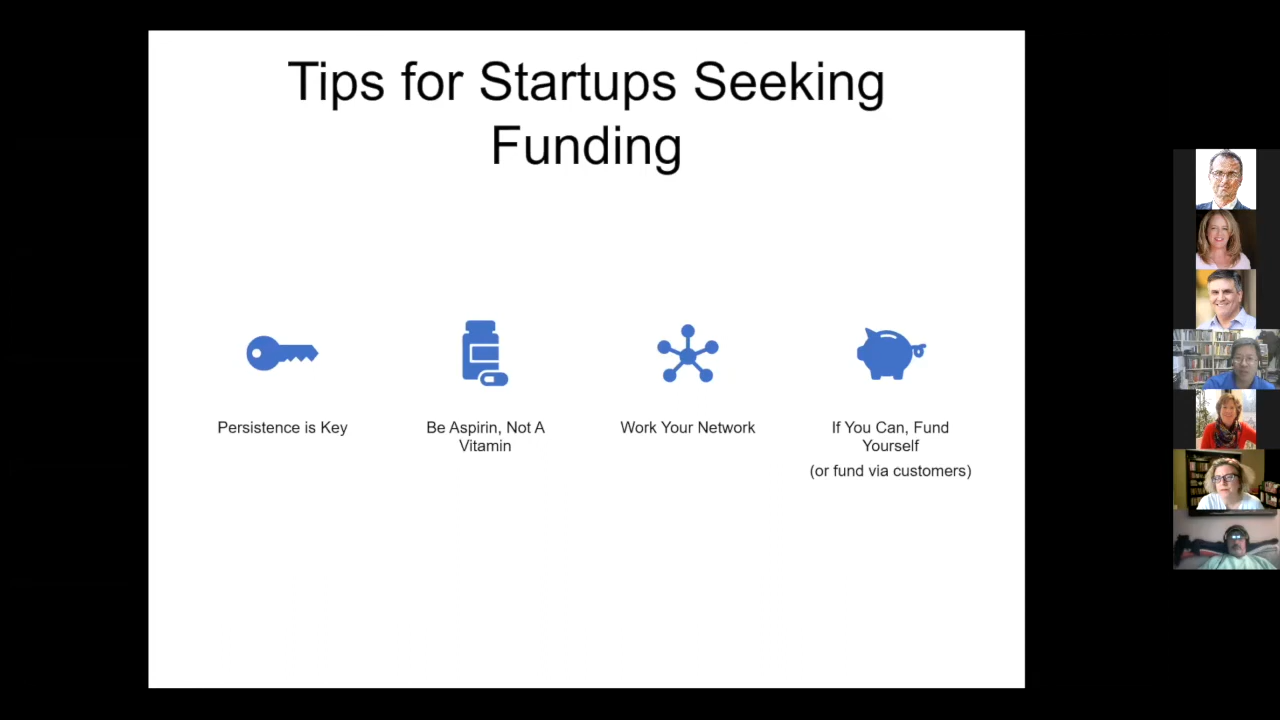 Tips for Startups Seeking
Funding
Persistence is Key
Be Aspirin, Not A
Vitamin
Work Your Network
If You Can, Fund
Yourself
(or fund via customers)